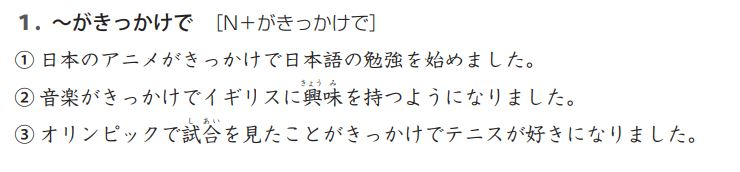 1. ～がきっかけで [N＋がきっかけで]
① 日本のアニメがきっかけで日本語の勉強を始めました。
② 音楽がきっかけでイギリスに興味を持つようになりました。
③ オリンピックで試合を見たことがきっかけでテニスが好きになりました。